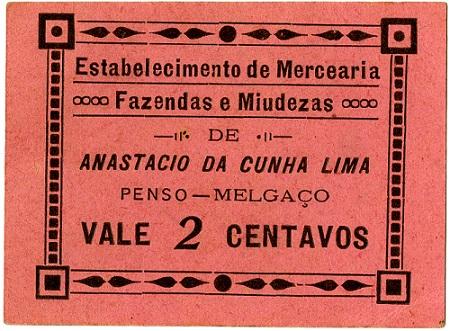 Estabelecimento de Mercearia
Fazendas e Miudezas
DE
ANASTACIO DA CUNHA LIMA
PENSO — MELGAÇO
VALE 2 CENTAVOS